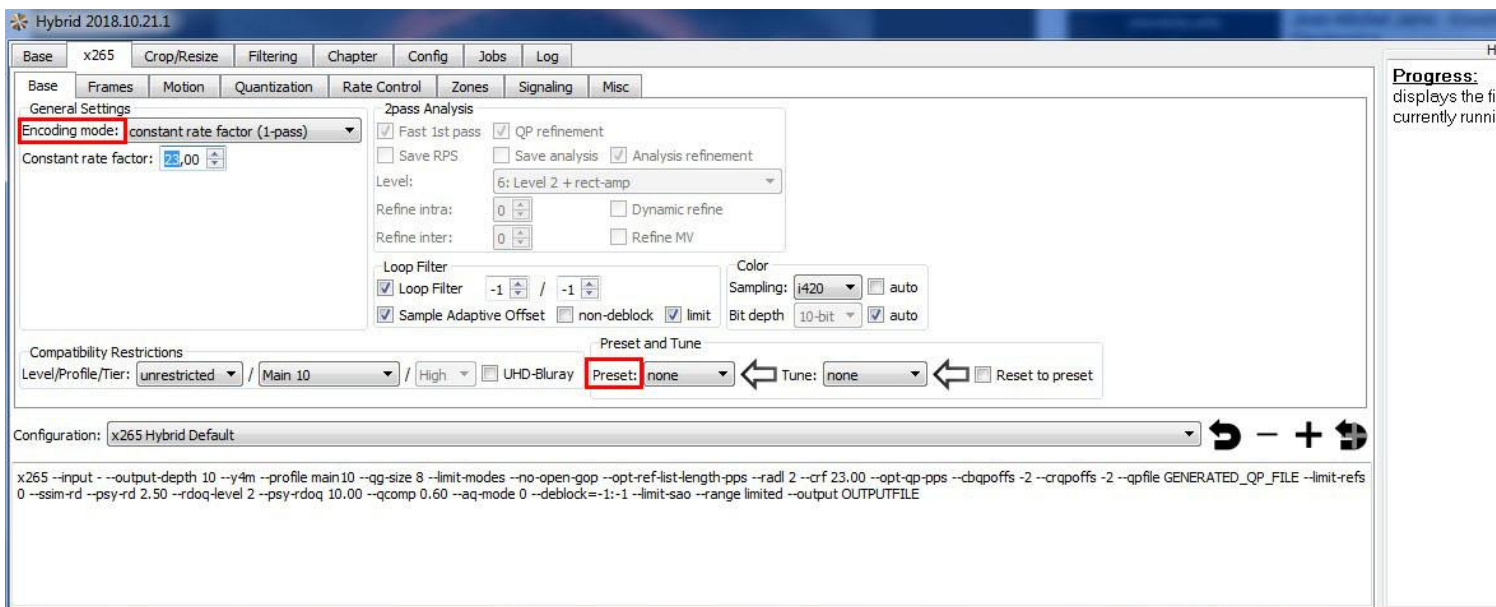 Hybrid 2018.10.21.1
Base x265 Crop/Resize Filtering Chapter Config Jobs Log
H
Base Frames Motion Quantization Rate Control Zones Signaling Misc
Progress:
displays the fi
currently runni
General Settings
Encoding mode: constant rate factor (1-pass)
Constant rate factor: 23,00
2pass Analysis
Fast 1st pass QP refinement
Save RPS Save analysis Analysis refinement
Level: 6: Level 2 + rect-amp
Refine intra: 0 Dynamic refine
Refine inter: 0 Refine MV
Loop Filter
Loop Filter -1 / -1
Sample Adaptive Offset non-deblock limit
Color
Sampling: i420 auto
Bit depth 10-bit auto
Compatibility Restrictions
Level/Profile/Tier: unrestricted / Main 10 / High UHD-Bluray
Preset and Tune
Preset: none Tune: none Reset to preset
Configuration: x265 Hybrid Default
x265 --input - --output-depth 10 --y4m --profile main10 --qg-size 8 --limit-modes --no-open-gop --opt-ref-list-length-pps --radl 2 --crf 23.00 --opt-qp-pps --cbqpoffs -2 --crqpoffs -2 --qpfile GENERATED_QP_FILE --limit-refs
0 --ssim-rd --psy-rd 2.50 --rdoq-level 2 --psy-rdoq 10.00 --qcomp 0.60 --aq-mode 0 --deblock=-1:-1 --limit-sao --range limited --output OUTPUTFILE